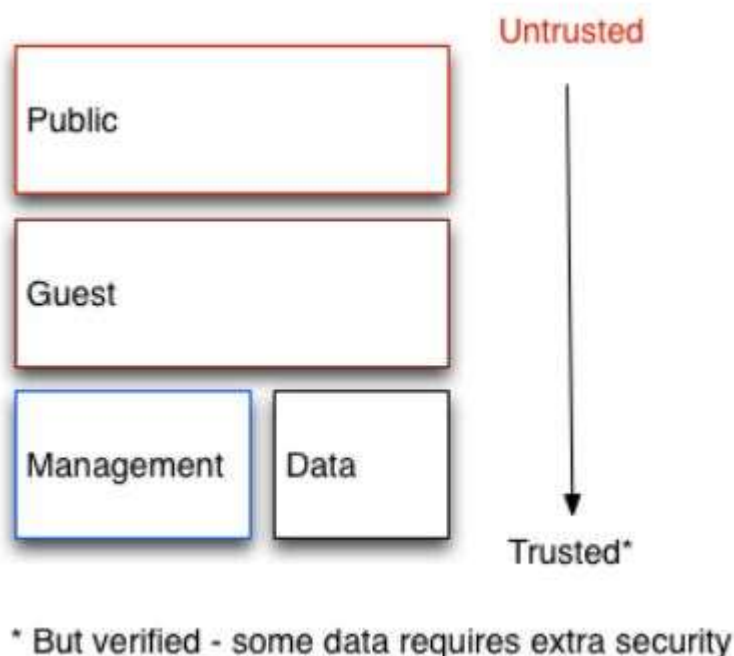 Untrusted
Public
Guest
Management
Data
Trusted*
* But verified - some data requires extra security